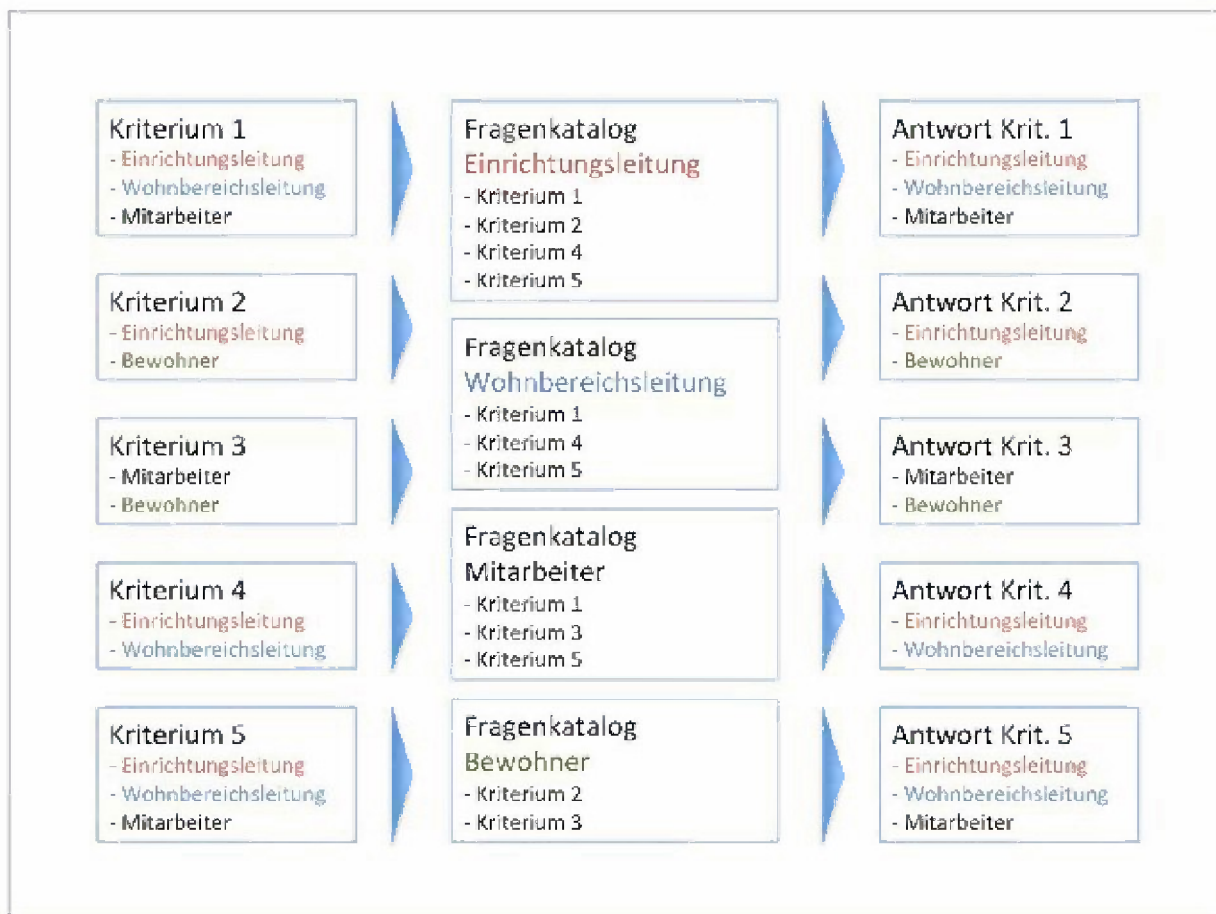 Kriterium 1
- Einrichtungsleitung
- Wohnbereichsleitung
- Mitarbeiter
Kriterium 2
- Einrichtungsleitung
- Bewohner
Kriterium 3
- Mitarbeiter
- Bewohner
Kriterium 4
- Einrichtungsleitung
- Wohnbereichsleitung
Kriterium 5
- Einrichtungsleitung
- Wohnbereichsleitung
- Mitarbeiter
Fragenkatalog
Einrichtungsleitung
- Kriterium 1
- Kriterium 2
- Kriterium 4
- Kriterium 5
Fragenkatalog
Wohnbereichsleitung
- Kriterium 1
- Kriterium 4
- Kriterium 5
Fragenkatalog
Mitarbeiter
- Kriterium 1
- Kriterium 3
- Kriterium 5
Fragenkatalog
Bewohner
- Kriterium 2
- Kriterium 3
Antwort Krit. 1
- Einrichtungsleitung
- Wohnbereichsleitung
- Mitarbeiter
Antwort Krit. 2
- Einrichtungsleitung
- Bewohner
Antwort Krit. 3
- Mitarbeiter
- Bewohner
Antwort Krit. 4
- Einrichtungsleitung
- Wohnbereichsleitung
Antwort Krit. 5
- Einrichtungsleitung
- Wohnbereichsleitung
- Mitarbeiter